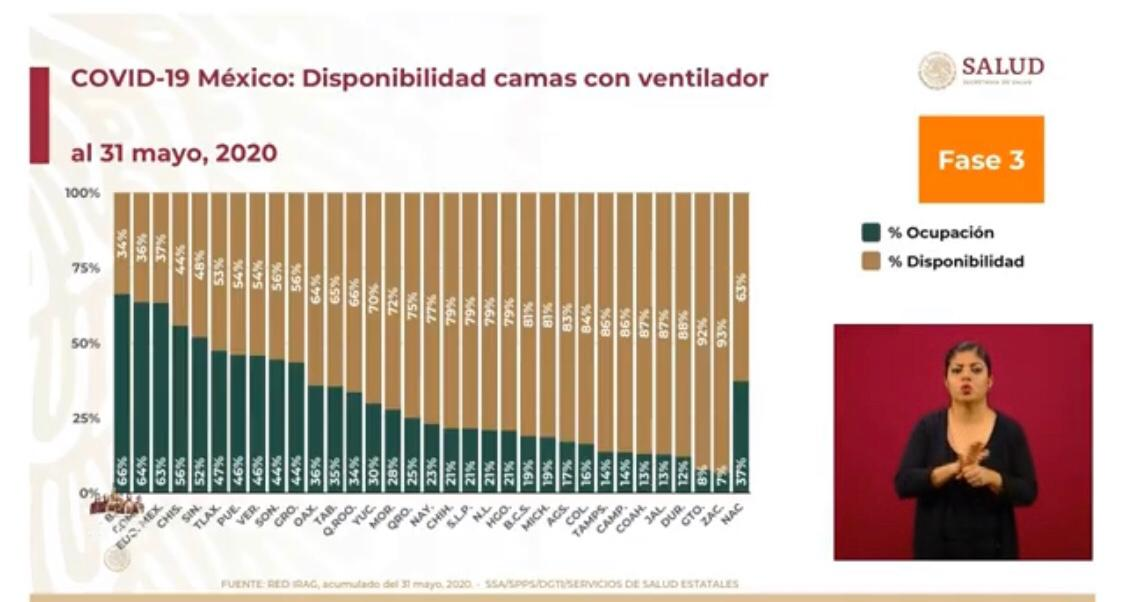 COVID-19 México: Disponibilidad camas con ventilador
al 31 mayo, 2020
SALUD
SECRETARÍA DE SALUD
Fase 3
% Ocupación
% Disponibilidad
100%
75%
50%
25%
0%
34% 36% 37% 44% 48% 53% 54% 54% 56% 56% 64% 65% 66% 70% 72% 75% 77% 79% 79% 79% 79% 81% 81% 83% 84% 86% 86% 87% 87% 88% 92% 93% 63%
66% 64% 63% 56% 52% 47% 46% 46% 44% 44% 36% 35% 34% 30% 28% 25% 23% 21% 21% 21% 21% 19% 19% 17% 16% 14% 14% 13% 13% 12% 8% 7% 37%
EDO. MEX. CHIS. SIN. TLAX. PUE. VER. SON. GRO. OAX. TAB. Q.ROO. YUC. MOR. QRO. NAY. CHIH. S.L.P. N.L. HGO. B.C.S. MICH. AGS. COL. TAMPS. CAMP. COAH. JAL. DUR. GTO. ZAC. NAC
FUENTE: RED IRAG, acumulado del 31 mayo, 2020. - SSA/SPPS/DGTI/SERVICIOS DE SALUD ESTATALES